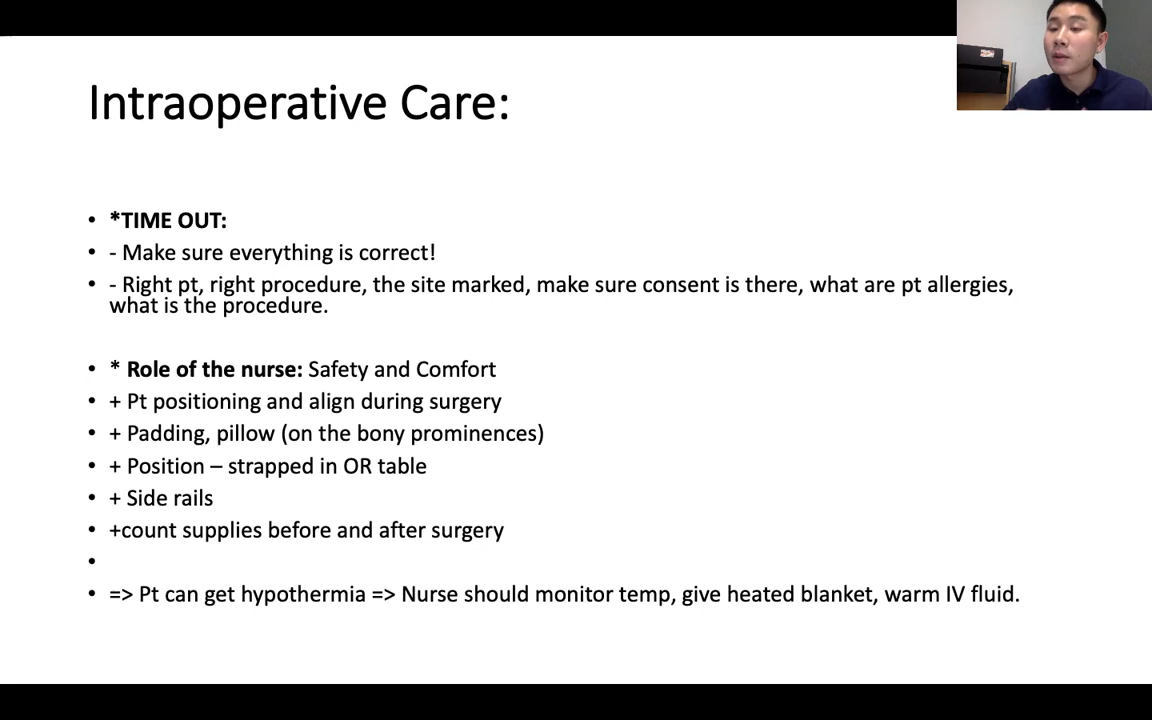 Intraoperative Care:
• *TIME OUT:
• - Make sure everything is correct!
• - Right pt, right procedure, the site marked, make sure consent is there, what are pt allergies,
what is the procedure.
• * Role of the nurse: Safety and Comfort
• + Pt positioning and align during surgery
• + Padding, pillow (on the bony prominences)
• + Position – strapped in OR table
• + Side rails
• +count supplies before and after surgery
•
• => Pt can get hypothermia => Nurse should monitor temp, give heated blanket, warm IV fluid.